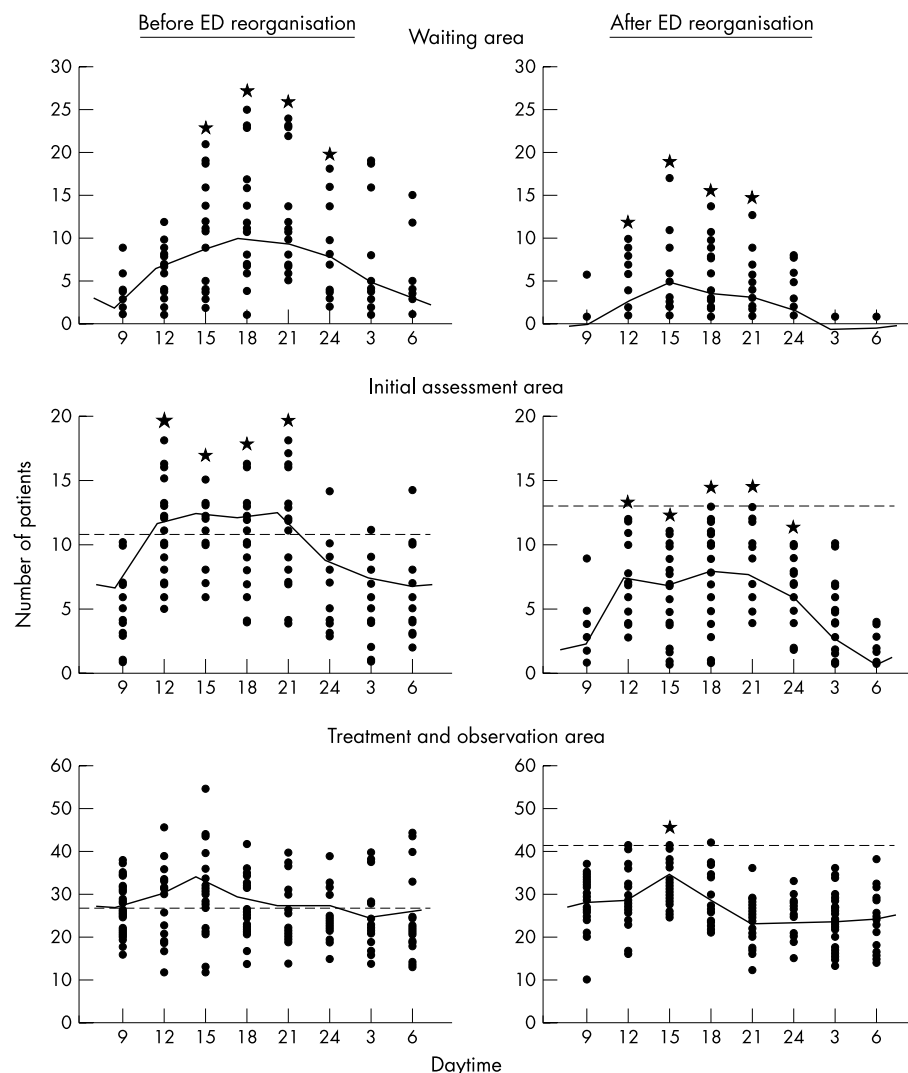 Before ED reorganisation
After ED reorganisation
Waiting area
30
25
20
15
10
5
0
9 12 15 18 21 24 3 6
30
25
20
15
10
5
0
9 12 15 18 21 24 3 6
Initial assessment area
Number of patients
20
15
10
5
0
9 12 15 18 21 24 3 6
20
15
10
5
0
9 12 15 18 21 24 3 6
Treatment and observation area
60
50
40
30
20
10
0
9 12 15 18 21 24 3 6
60
50
40
30
20
10
0
9 12 15 18 21 24 3 6
Daytime